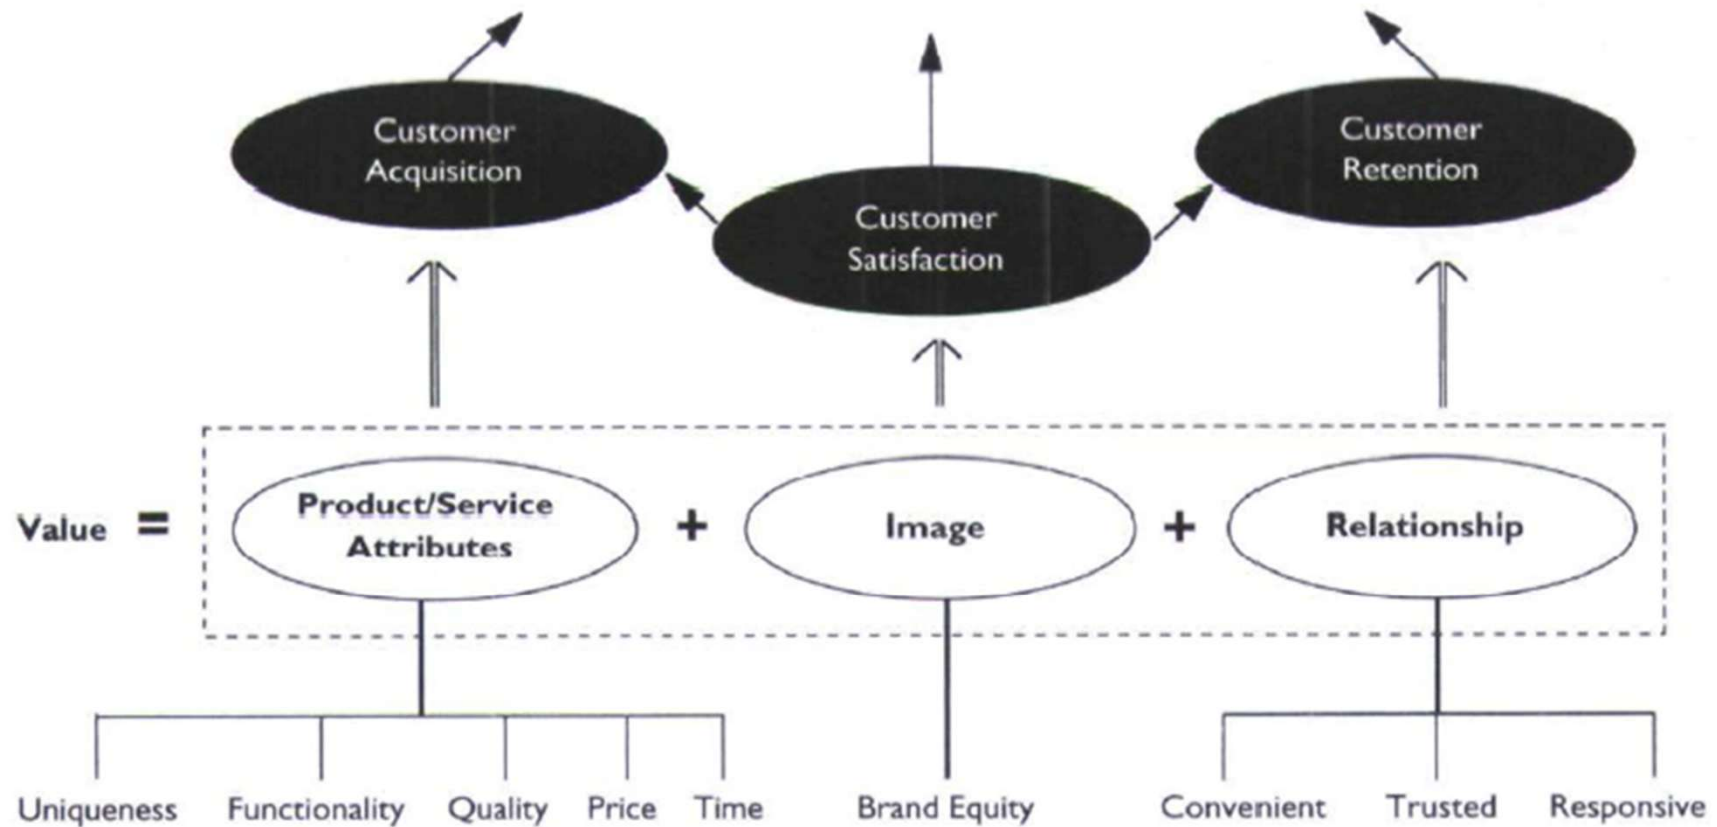 Customer
Acquisition
Customer
Satisfaction
Customer
Retention
Value =
Product/Service
Attributes
+
Image
+
Relationship
Uniqueness
Functionality
Quality
Price
Time
Brand Equity
Convenient
Trusted
Responsive